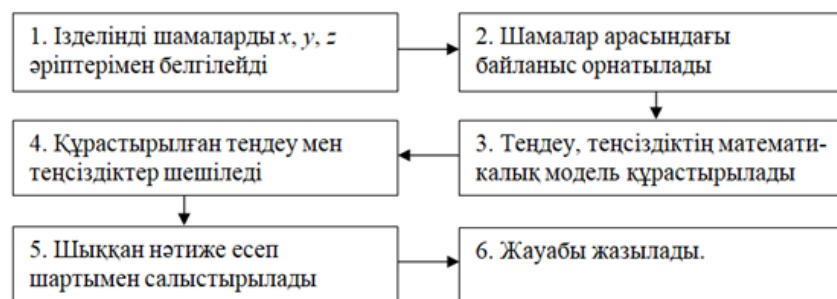 1. Ізделінді шамаларды x, y, z
әріптерімен белгілейді
2. Шамалар арасындағы
байланыс орнатылады
3. Теңдеу, теңсіздіктің математи-
калық модель құрастырылады
4. Құрастырылған теңдеу мен
теңсіздіктер шешіледі
5. Шыққан нәтиже есеп
шартымен салыстырылады
6. Жауабы жазылады.